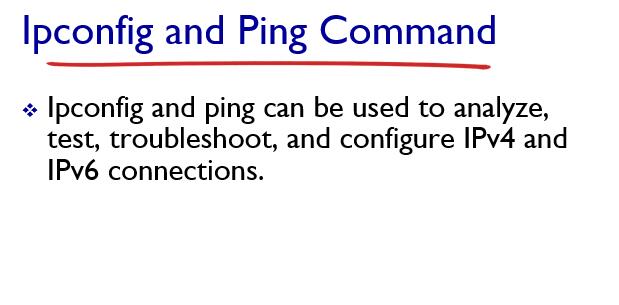 Ipconfig and Ping Command
Ipconfig and ping can be used to analyze,
test, troubleshoot, and configure IPv4 and
IPv6 connections.